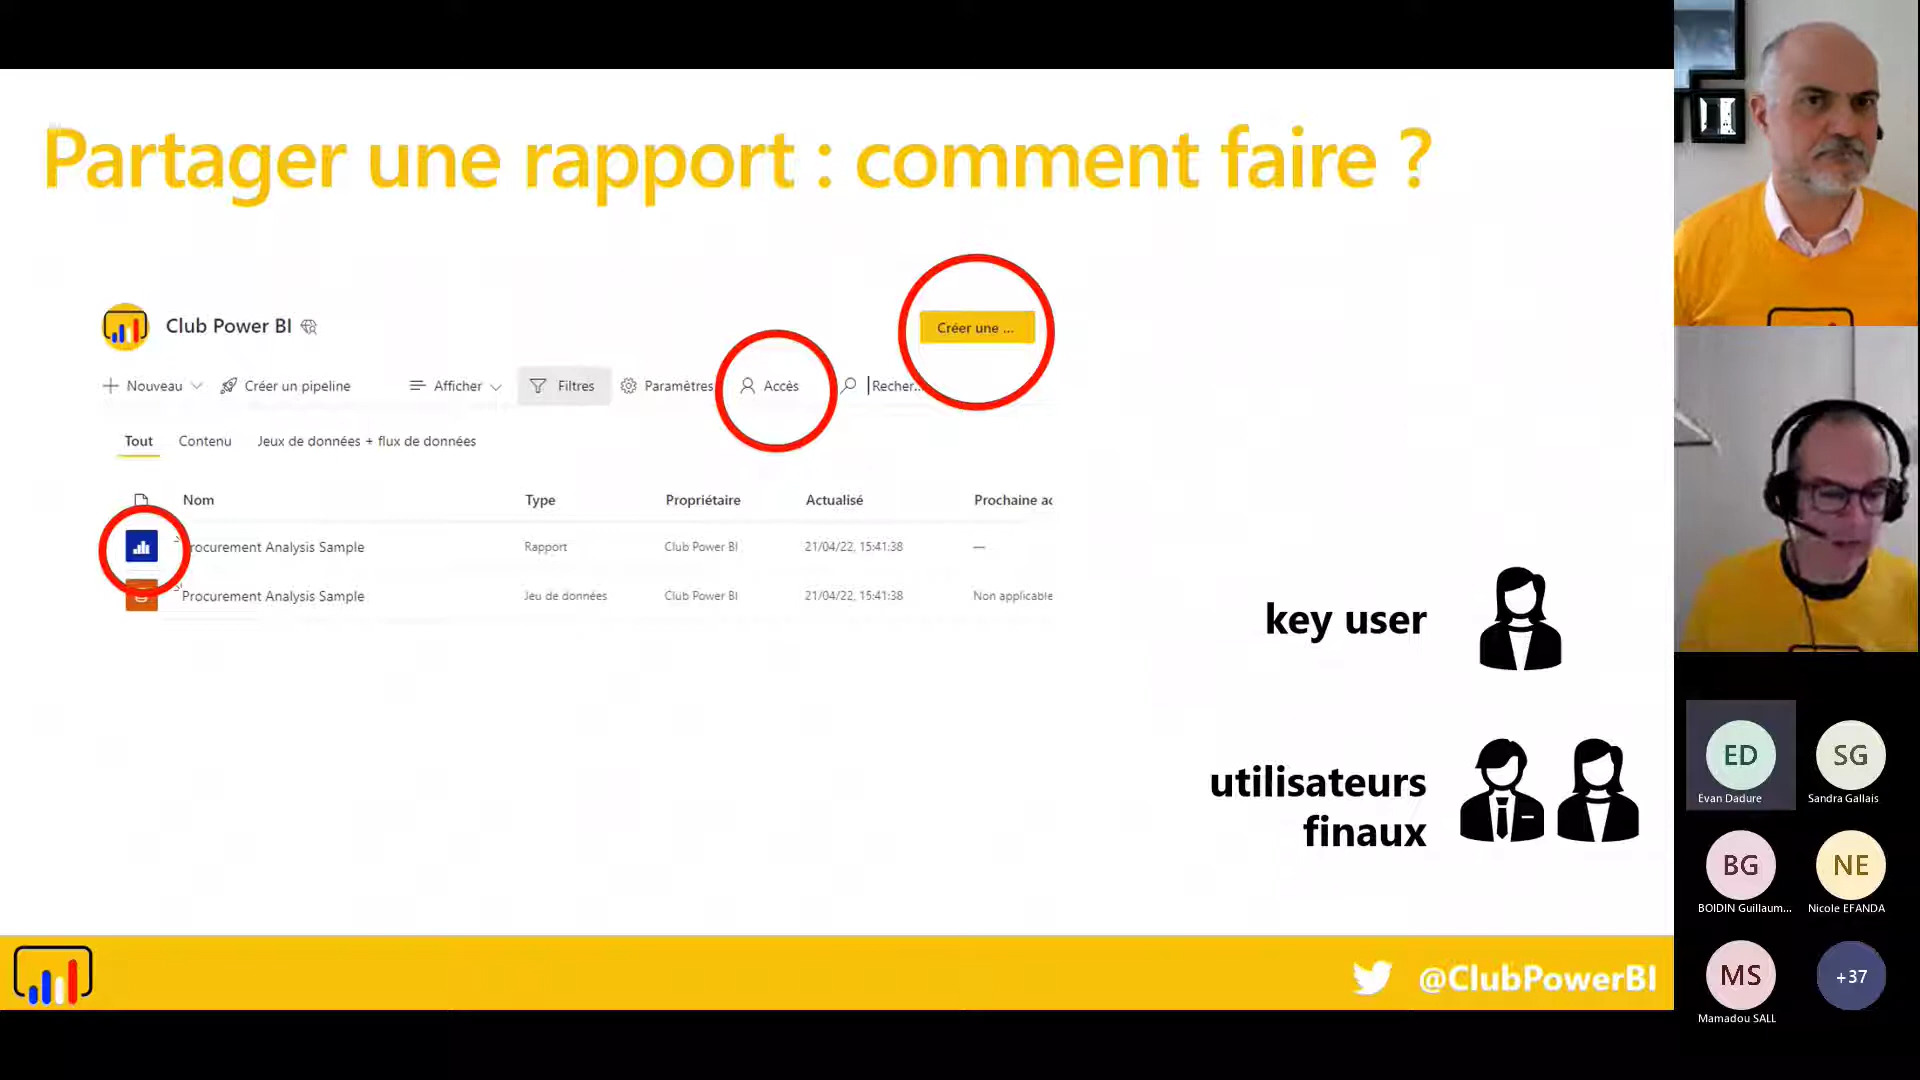 Partager une rapport : comment faire ?
Club Power BI
Créer une ...
Nouveau
Créer un pipeline
Afficher
Filtres
Paramètres
Accès
Recher...
Tout
Contenu
Jeux de données + flux de données
Nom
Type
Propriétaire
Actualisé
Prochaine ac
rocurement Analysis Sample
Rapport
Club Power BI
21/04/22, 15:41:38
—
Procurement Analysis Sample
Jeu de données
Club Power BI
21/04/22, 15:41:38
Non applicable
key user
utilisateurs
finaux
@ClubPowerBI
ED
Evan Dadure
SG
Sandra Gallais
BG
BOIDIN Guillaum...
NE
Nicole EFANDA
MS
Mamadou SALL
+37